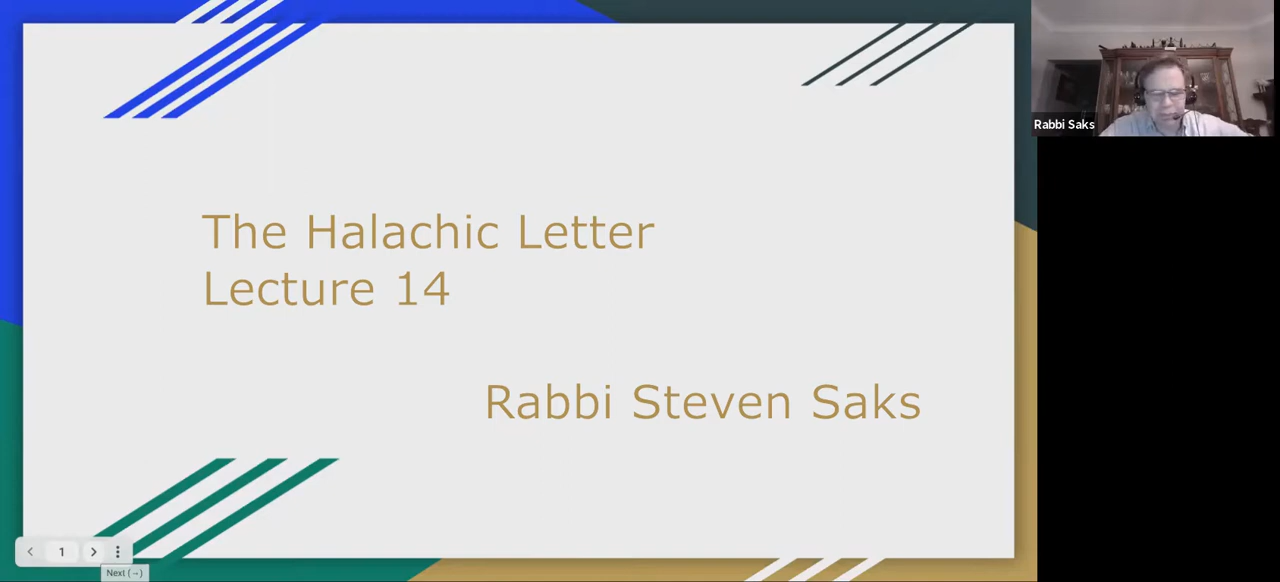 The Halachic Letter
Lecture 14
Rabbi Steven Saks
Rabbi Saks
1
Next (→)